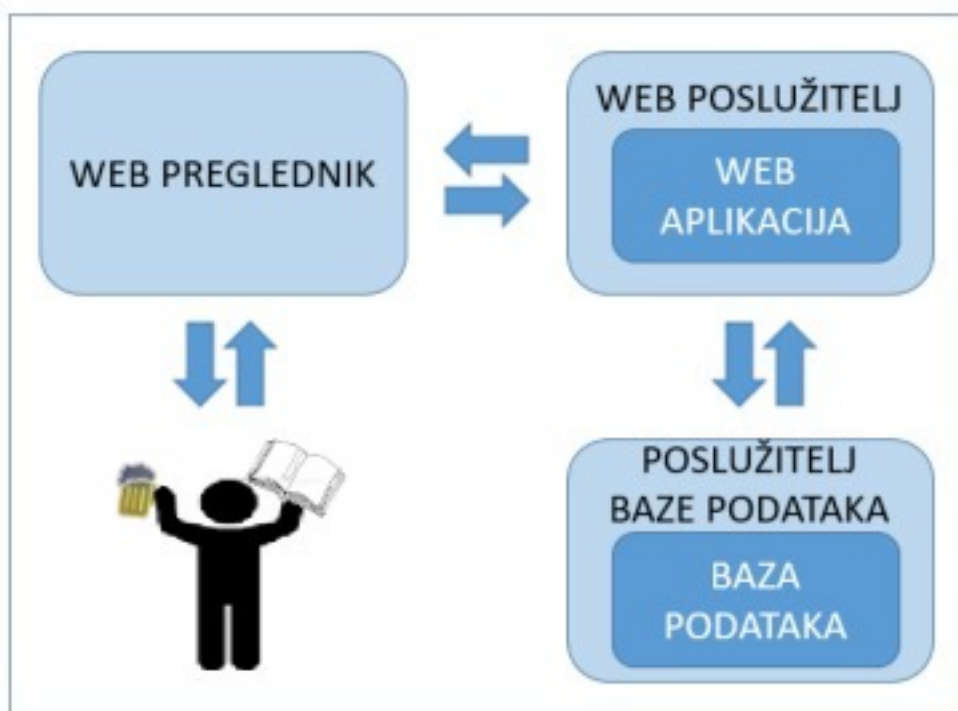 WEB PREGLEDNIK
WEB POSLUŽITELJ
WEB
APLIKACIJA
POSLUŽITELJ
BAZE PODATAKA
BAZA
PODATAKA